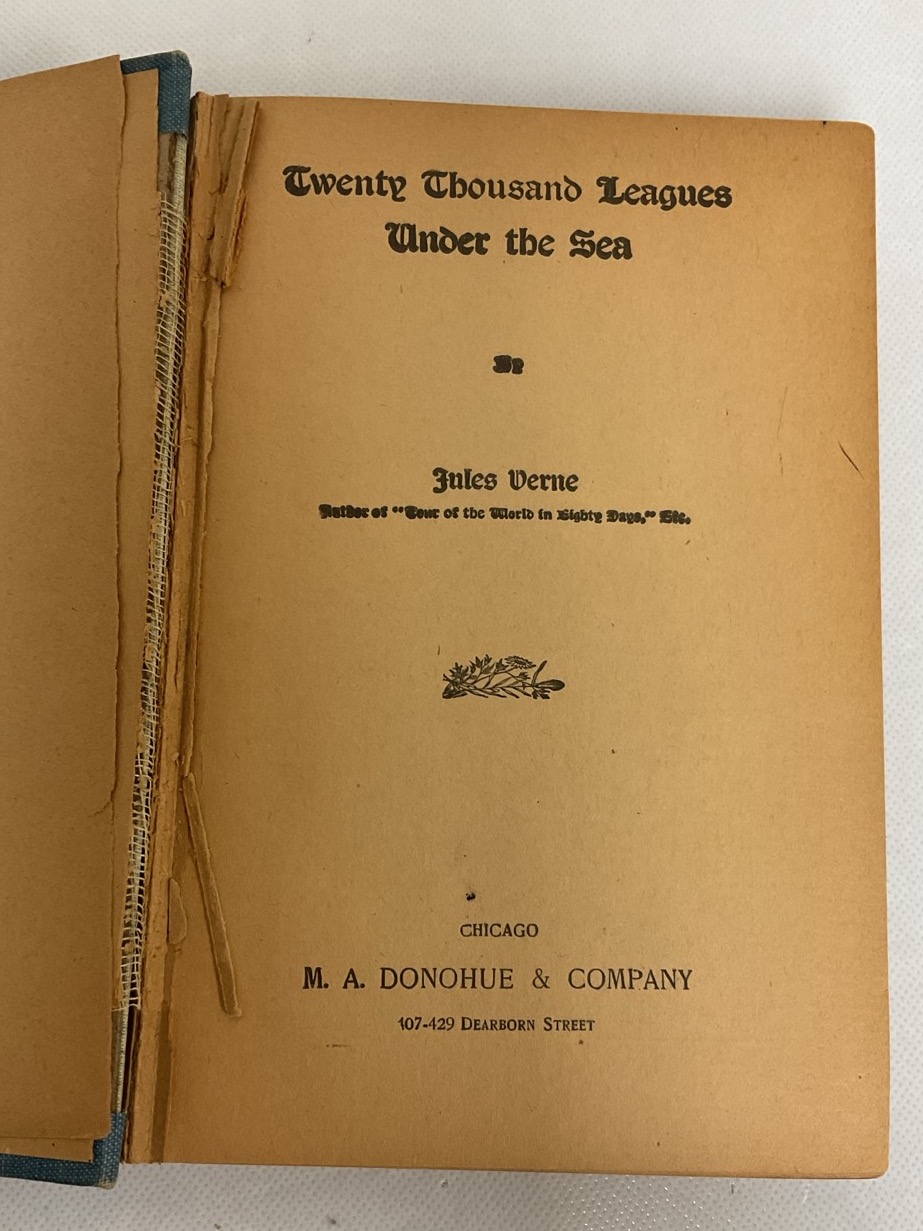 Twenty Thousand Leagues
Under the Sea
By
Jules Verne
Author of "Tour of the World in Eighty Days," Etc.
CHICAGO
M. A. DONOHUE & COMPANY
407-429 DEARBORN STREET